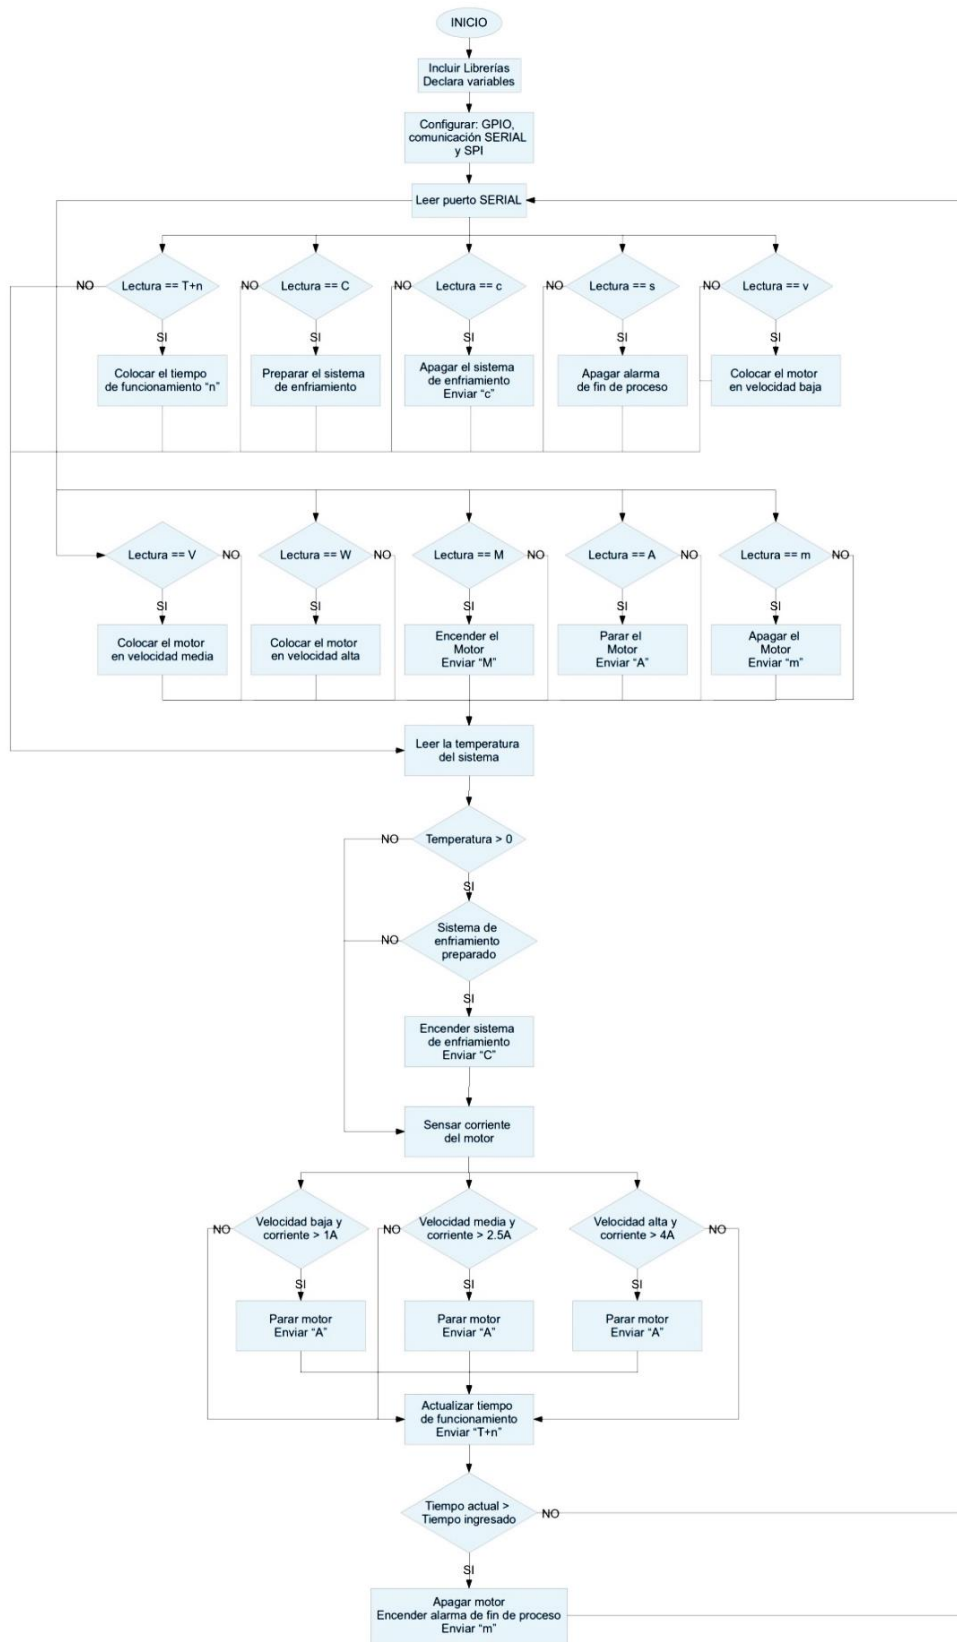 INICIO
Incluir Librerías
Declara variables
Configurar: GPIO,
comunicación SERIAL
y SPI
Leer puerto SERIAL
NO
Lectura == T+n
NO
Lectura == C
NO
Lectura == c
NO
Lectura == s
NO
Lectura == v
SI
SI
SI
SI
SI
Colocar el tiempo
de funcionamiento “n”
Preparar el sistema
de enfriamiento
Apagar el sistema
de enfriamiento
Enviar “c”
Apagar alarma
de fin de proceso
Colocar el motor
en velocidad baja
Lectura == V
NO
Lectura == W
NO
Lectura == M
NO
Lectura == A
NO
Lectura == m
NO
SI
SI
SI
SI
SI
Colocar el motor
en velocidad media
Colocar el motor
en velocidad alta
Encender el
Motor
Enviar “M”
Parar el
Motor
Enviar “A”
Apagar el
Motor
Enviar “m”
Leer la temperatura
del sistema
NO
Temperatura > 0
SI
NO
Sistema de
enfriamiento
preparado
SI
Encender sistema
de enfriamiento
Enviar “C”
Sensar corriente
del motor
NO
Velocidad baja y
corriente > 1A
NO
Velocidad media y
corriente > 2.5A
Velocidad alta y
corriente > 4A
NO
SI
SI
SI
Parar motor
Enviar “A”
Parar motor
Enviar “A”
Parar motor
Enviar “A”
Actualizar tiempo
de funcionamiento
Enviar “T+n”
Tiempo actual >
Tiempo ingresado
NO
SI
Apagar motor
Encender alarma de fin de proceso
Enviar “m”